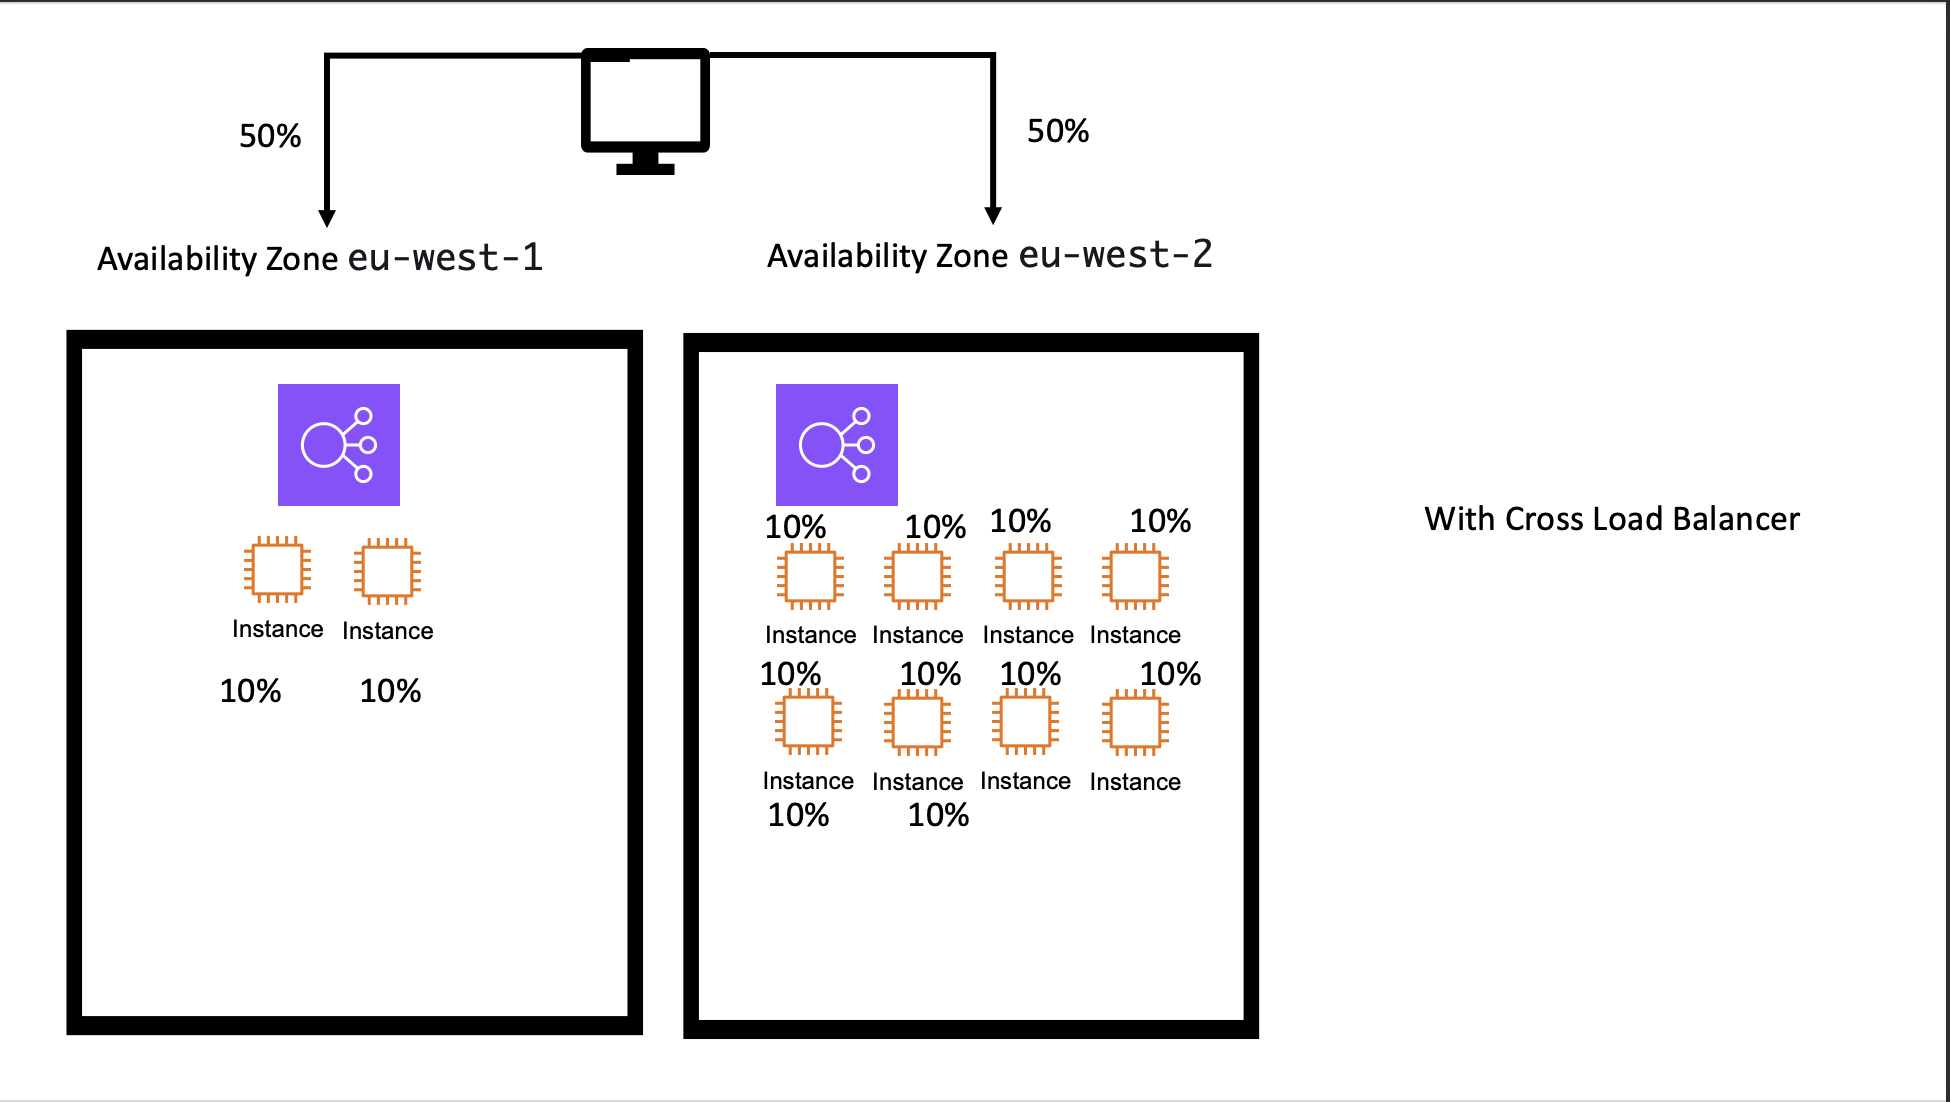 50%
50%
Availability Zone eu-west-1
Availability Zone eu-west-2
Instance Instance
10% 10%
10% 10% 10% 10%
Instance Instance Instance Instance
10% 10% 10% 10%
Instance Instance Instance Instance
10% 10%
With Cross Load Balancer